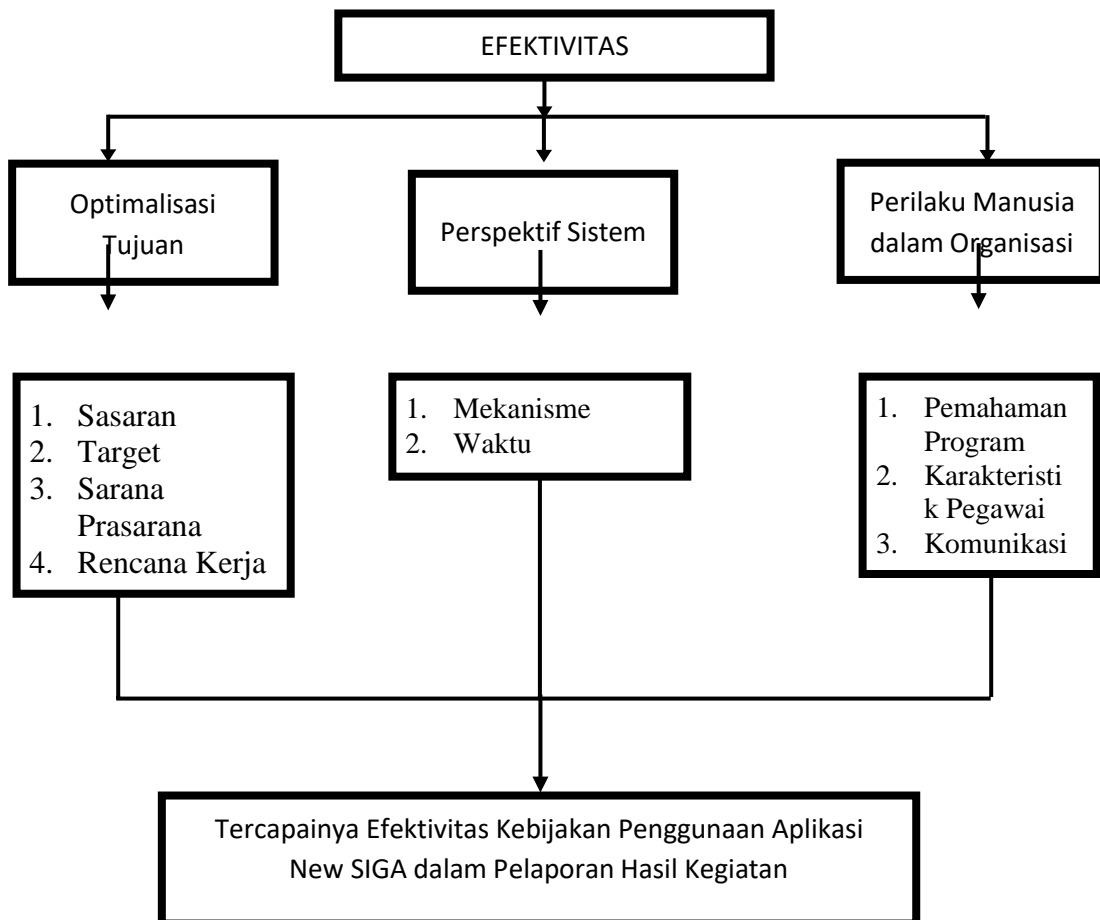 EFEKTIVITAS
Optimalisasi
Tujuan
Perspektif Sistem
Perilaku Manusia
dalam Organisasi
1. Sasaran
2. Target
3. Sarana
Prasarana
4. Rencana Kerja
1. Mekanisme
2. Waktu
1. Pemahaman
Program
2. Karakteristi
k Pegawai
3. Komunikasi
Tercapainya Efektivitas Kebijakan Penggunaan Aplikasi
New SIGA dalam Pelaporan Hasil Kegiatan